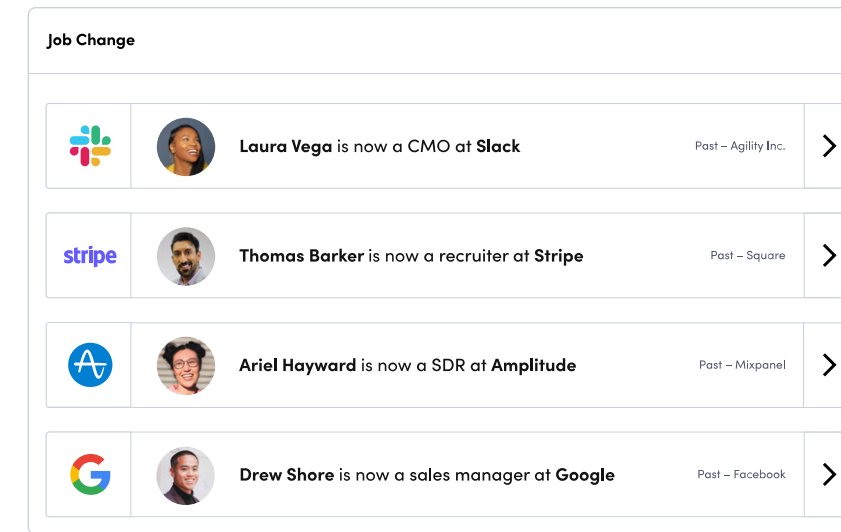 Job Change
Laura Vega is now a CMO at Slack
Past – Agility Inc.
stripe
Thomas Barker is now a recruiter at Stripe
Past – Square
Ariel Hayward is now a SDR at Amplitude
Past – Mixpanel
Drew Shore is now a sales manager at Google
Past – Facebook